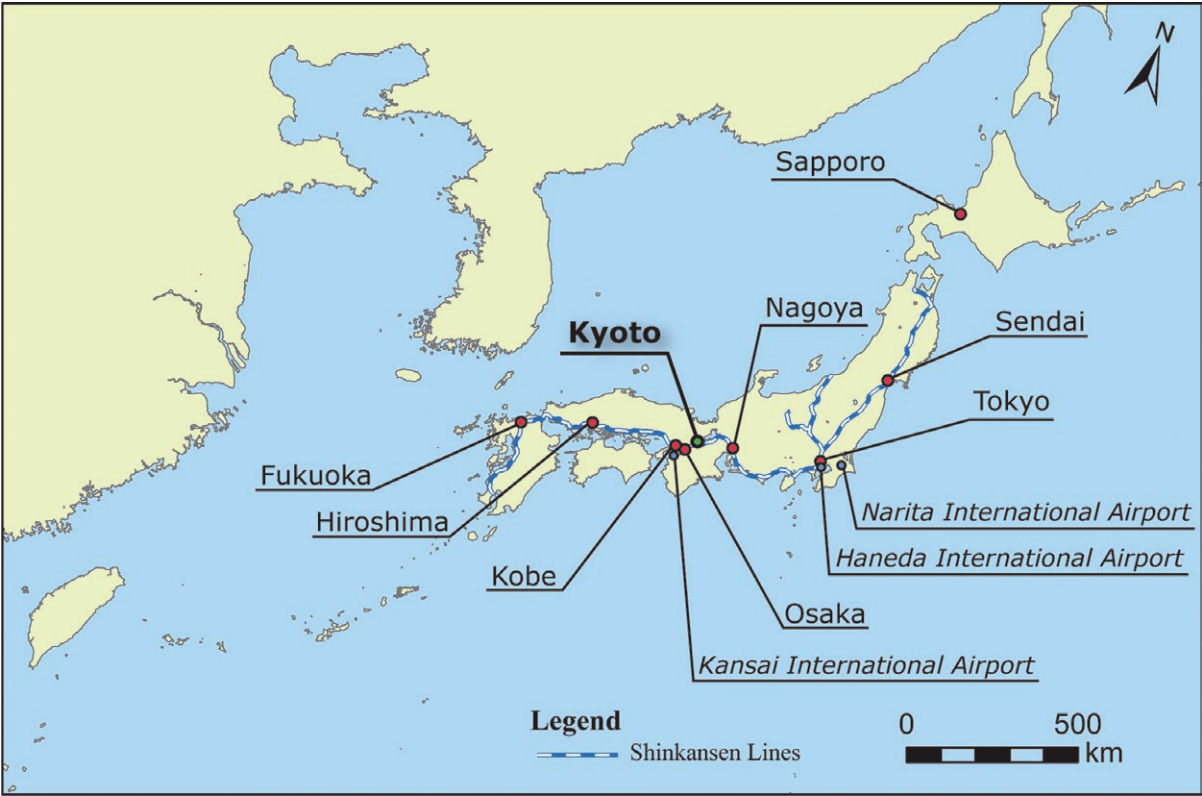 N
Sapporo
Nagoya
Kyoto
Sendai
Tokyo
Fukuoka
Narita International Airport
Hiroshima
Haneda International Airport
Kobe
Osaka
Kansai International Airport
Legend
0 500
Shinkansen Lines
km